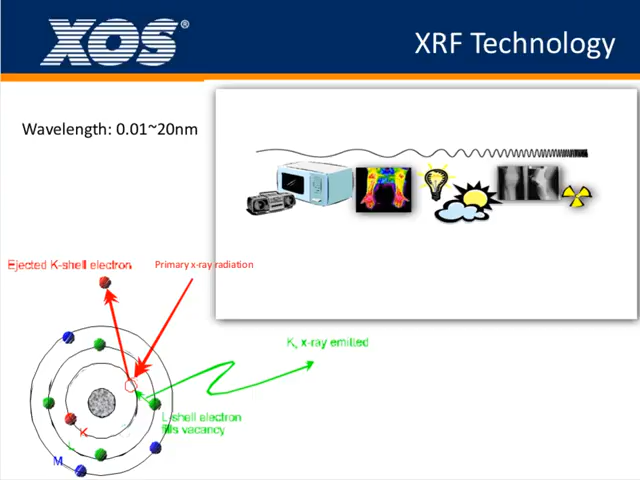 XOS®
XRF Technology
Wavelength: 0.01~20nm
Ejected K-shell electron
Primary x-ray radiation
Kα x-ray emitted
L-shell electron
fills vacancy
K
L
M